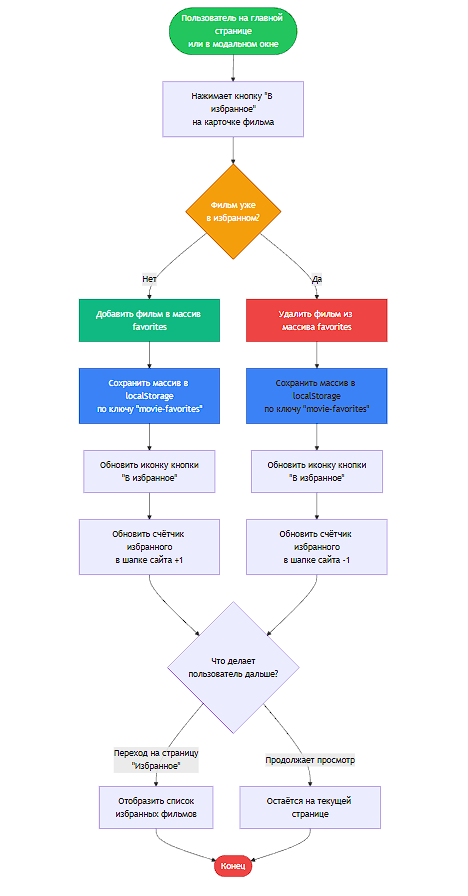 Пользователь на главной
странице
или в модальном окне
Нажимает кнопку "В
избранное"
на карточке фильма
Фильм уже
в избранном?
Нет
Да
Добавить фильм в массив
favorites
Удалить фильм из
массива favorites
Сохранить массив в
localStorage
по ключу "movie-favorites"
Сохранить массив в
localStorage
по ключу "movie-favorites"
Обновить иконку кнопки
"В избранное"
Обновить иконку кнопки
"В избранное"
Обновить счётчик
избранного
в шапке сайта +1
Обновить счётчик
избранного
в шапке сайта -1
Что делает
пользователь дальше?
Переход на страницу
"Избранное"
Продолжает просмотр
Отобразить список
избранных фильмов
Остаётся на текущей
странице
Конец